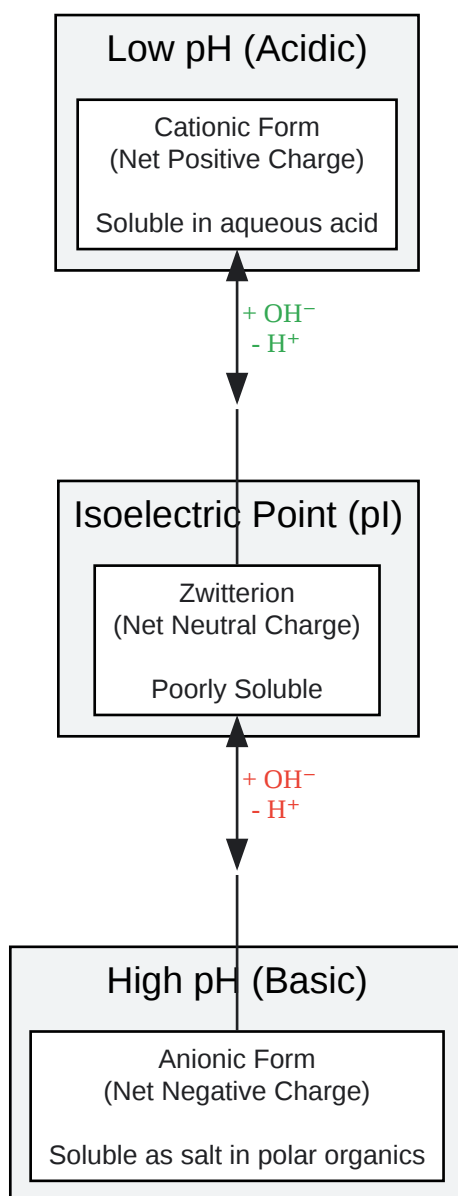 Low pH (Acidic)
Cationic Form
(Net Positive Charge)
Soluble in aqueous acid
+ OH⁻
- H⁺
Isoelectric Point (pI)
Zwitterion
(Net Neutral Charge)
Poorly Soluble
+ OH⁻
- H⁺
High pH (Basic)
Anionic Form
(Net Negative Charge)
Soluble as salt in polar organics